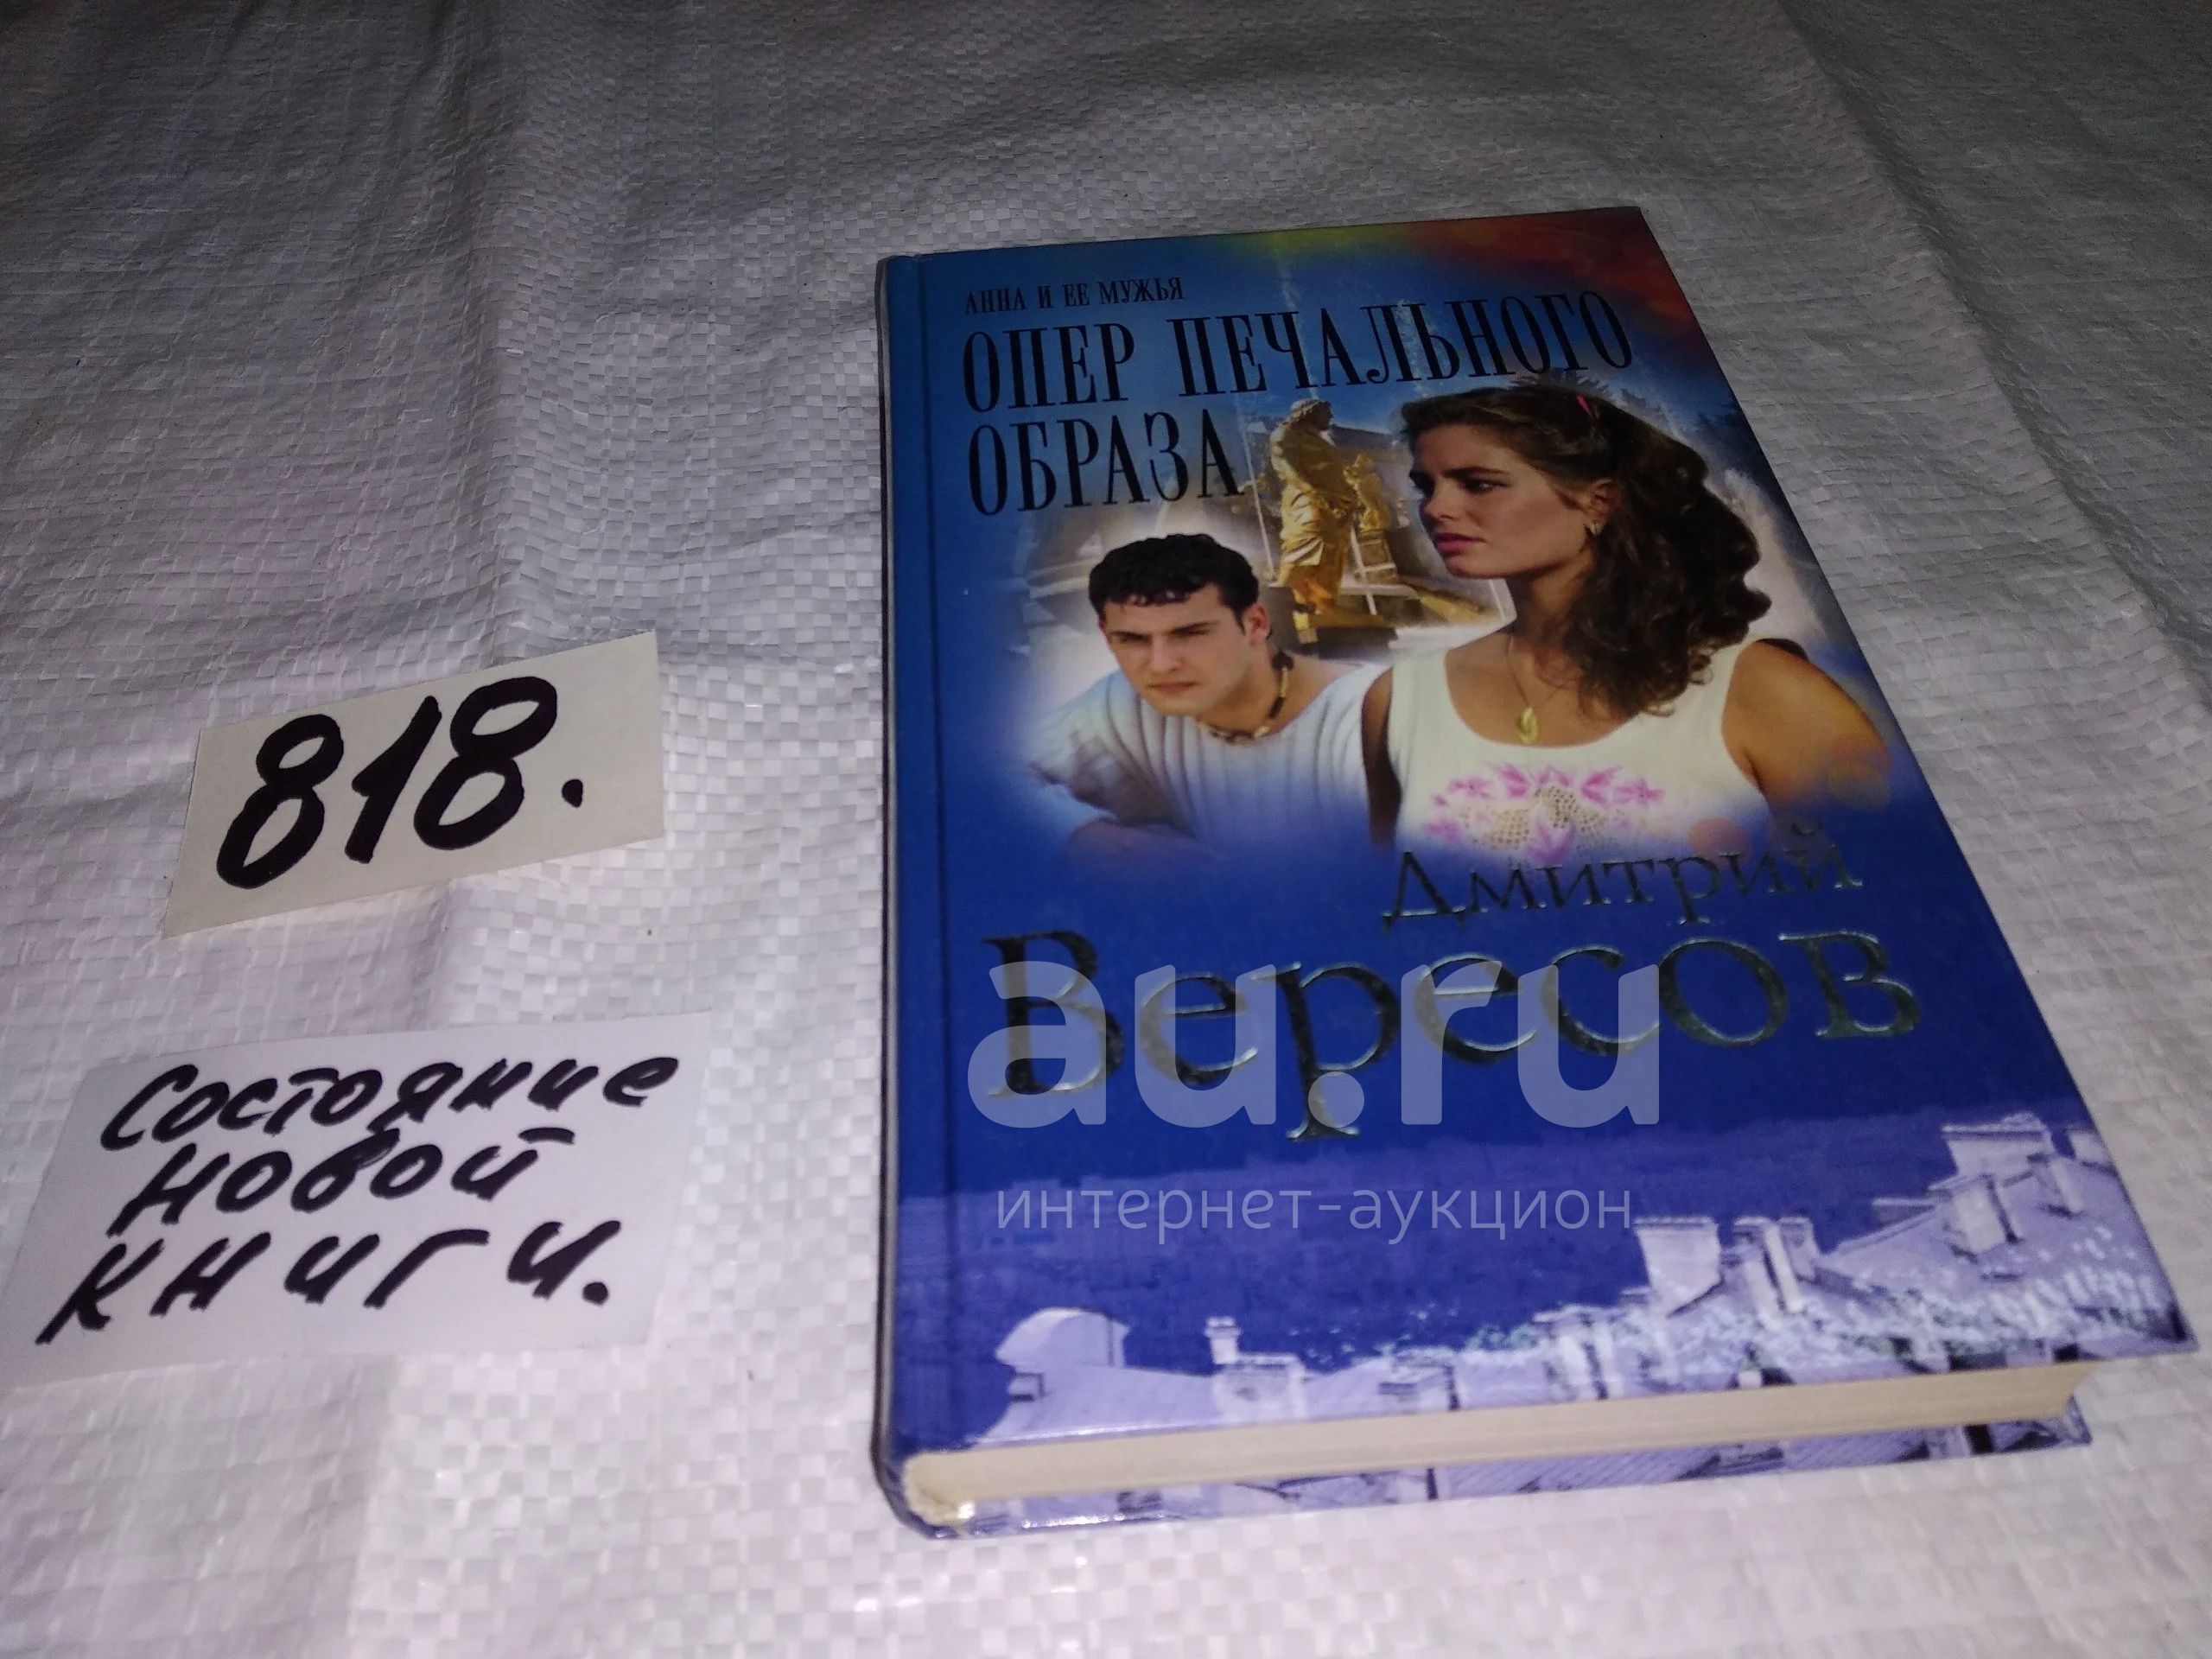 АННА И ЕЕ МУЖЬЯ
ОПЕР ПЕЧАЛЬНОГО
ОБРАЗА
Дмитрий
Вересов
au.ru
интернет-аукцион
818.
Состояние
новой
книги.